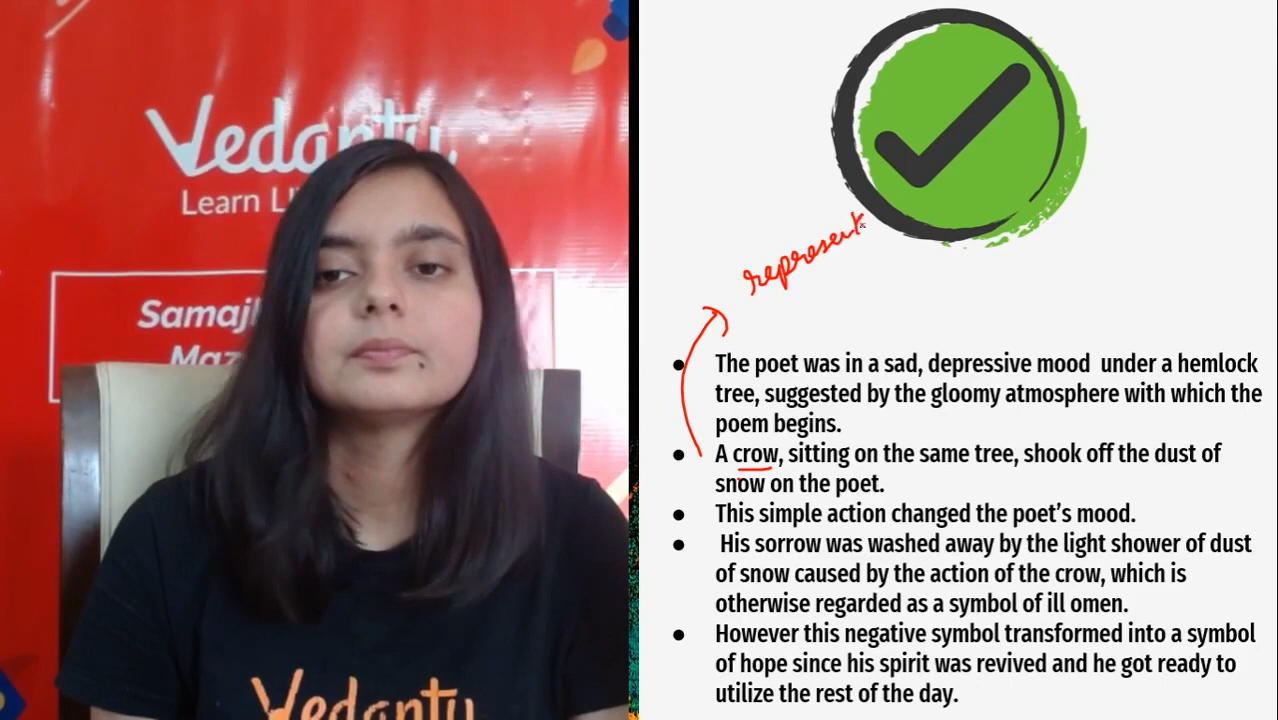 Vedantu
Learn LI
Samajh
Maz
Vedantu
represent
● The poet was in a sad, depressive mood under a hemlock
tree, suggested by the gloomy atmosphere with which the
poem begins.
● A crow, sitting on the same tree, shook off the dust of
snow on the poet.
● This simple action changed the poet’s mood.
● His sorrow was washed away by the light shower of dust
of snow caused by the action of the crow, which is
otherwise regarded as a symbol of ill omen.
● However this negative symbol transformed into a symbol
of hope since his spirit was revived and he got ready to
utilize the rest of the day.